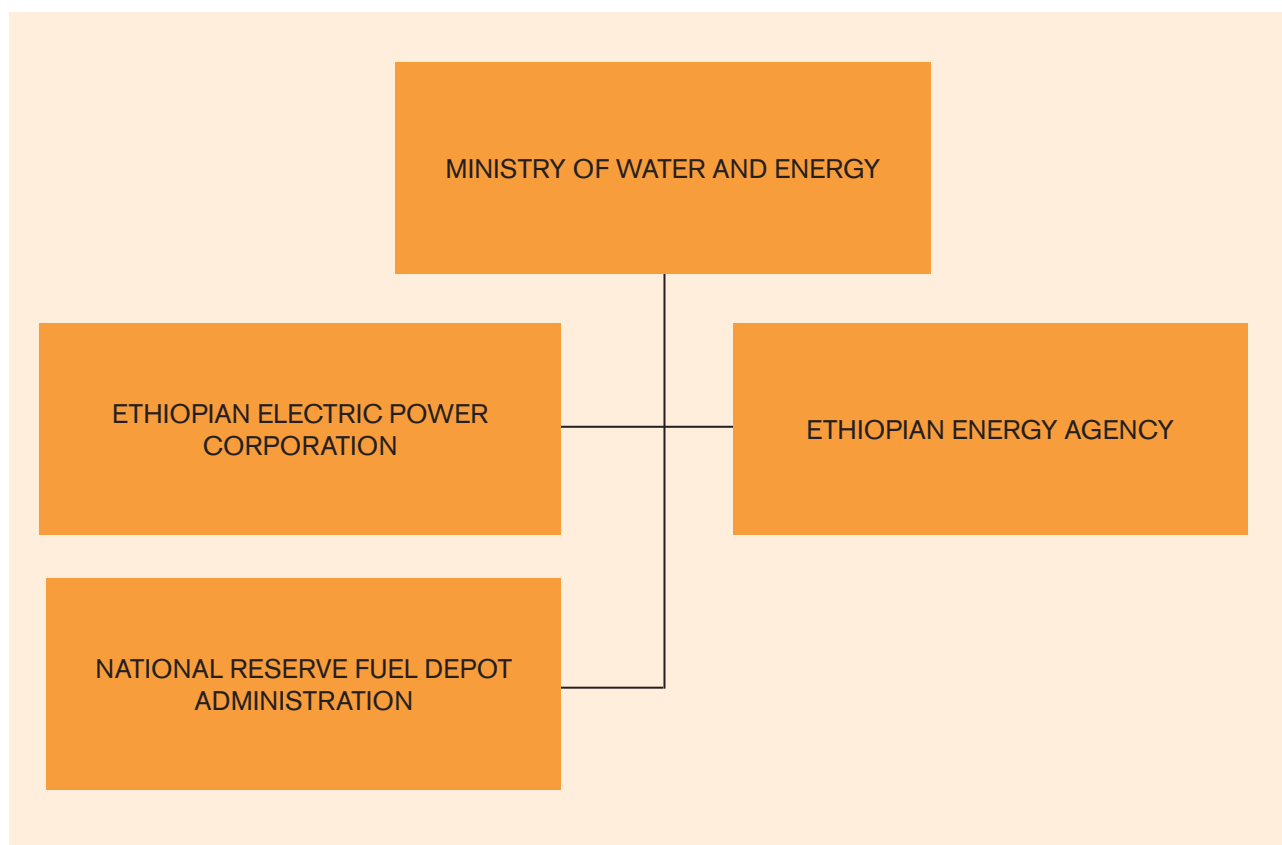 MINISTRY OF WATER AND ENERGY
ETHIOPIAN ELECTRIC POWER
CORPORATION
ETHIOPIAN ENERGY AGENCY
NATIONAL RESERVE FUEL DEPOT
ADMINISTRATION